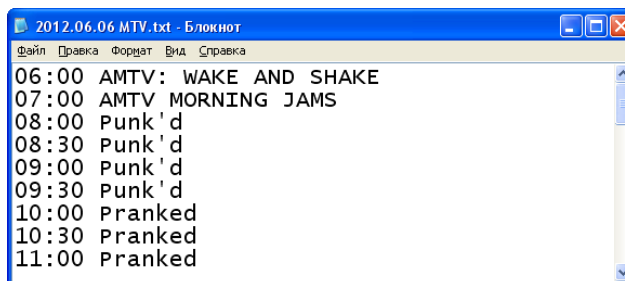 2012.06.06 MTV.txt - Блокнот
Файл Правка Формат Вид Справка
06:00 AMTV: WAKE AND SHAKE
07:00 AMTV MORNING JAMS
08:00 Punk'd
08:30 Punk'd
09:00 Punk'd
09:30 Punk'd
10:00 Pranked
10:30 Pranked
11:00 Pranked